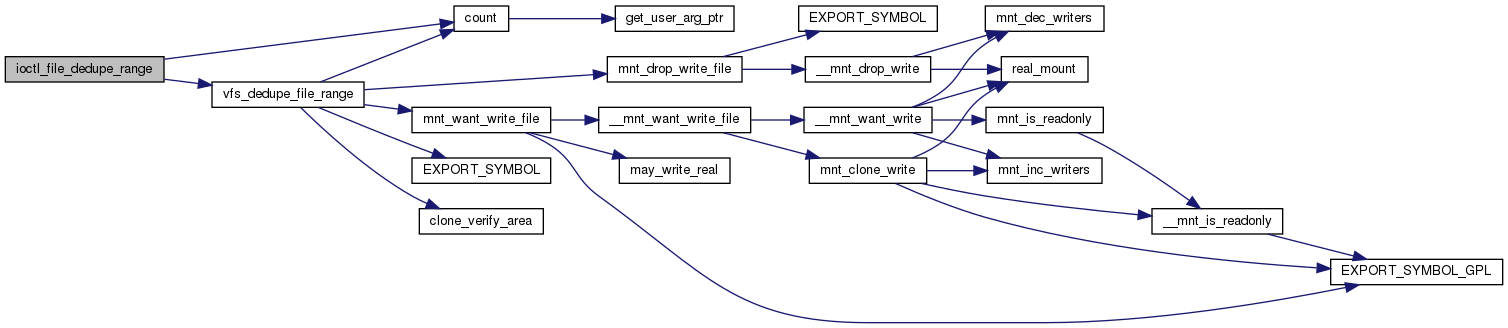 ioctl_file_dedupe_range
count
vfs_dedupe_file_range
get_user_arg_ptr
mnt_drop_write_file
mnt_want_write_file
EXPORT_SYMBOL
clone_verify_area
EXPORT_SYMBOL
__mnt_drop_write
__mnt_want_write_file
may_write_real
__mnt_want_write
mnt_clone_write
mnt_dec_writers
real_mount
mnt_is_readonly
mnt_inc_writers
__mnt_is_readonly
EXPORT_SYMBOL_GPL